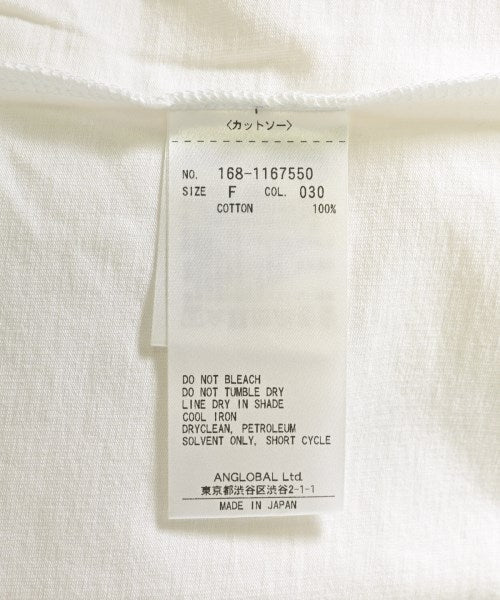 〈カットソー〉
NO. 168-1167550
SIZE F COL. 030
COTTON 100%
DO NOT BLEACH
DO NOT TUMBLE DRY
LINE DRY IN SHADE
COOL IRON
DRYCLEAN, PETROLEUM
SOLVENT ONLY, SHORT CYCLE
ANGLOBAL Ltd.
東京都渋谷区渋谷2-1-1
MADE IN JAPAN